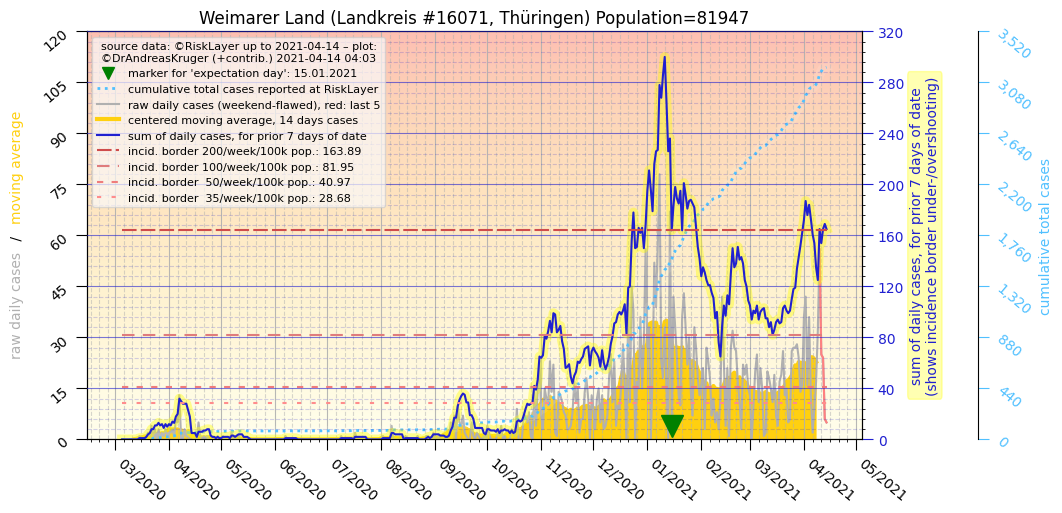 Weimarer Land (Landkreis #16071, Thüringen) Population=81947
source data: ©RiskLayer up to 2021-04-14 – plot:
©DrAndreasKruger (+contrib.) 2021-04-14 04:03
marker for 'expectation day': 15.01.2021
cumulative total cases reported at RiskLayer
raw daily cases (weekend-flawed), red: last 5
centered moving average, 14 days cases
sum of daily cases, for prior 7 days of date
incid. border 200/week/100k pop.: 163.89
incid. border 100/week/100k pop.: 81.95
incid. border  50/week/100k pop.: 40.97
incid. border  35/week/100k pop.: 28.68
raw daily cases / moving average
120
105
90
75
60
45
30
15
0
03/2020
04/2020
05/2020
06/2020
07/2020
08/2020
09/2020
10/2020
11/2020
12/2020
01/2021
02/2021
03/2021
04/2021
05/2021
320
280
240
200
160
120
80
40
0
sum of daily cases, for prior 7 days of date
(shows incidence border under-/overshooting)
3,520
3,080
2,640
2,200
1,760
1,320
880
440
0
cumulative total cases